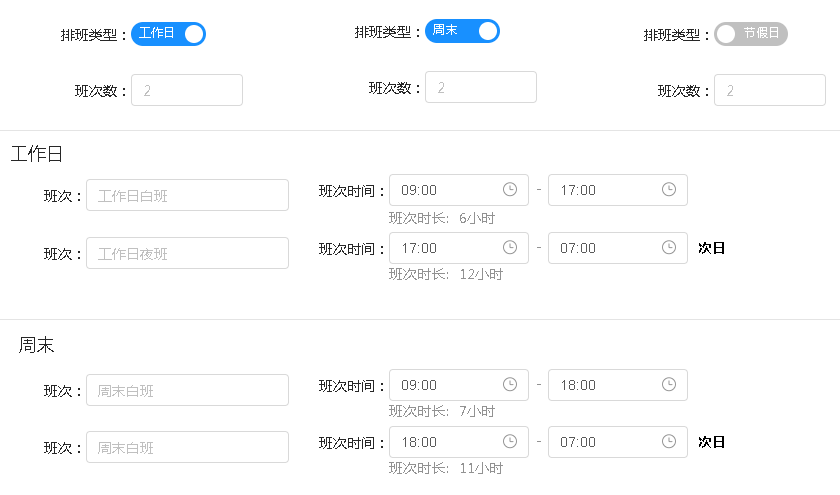 排班类型：工作日 排班类型：周末 排班类型：节假日
班次数：2 班次数：2 班次数：2
工作日
班次：工作日白班 班次时间：09:00 - 17:00
班次时长: 6小时
班次：工作日夜班 班次时间：17:00 - 07:00 次日
班次时长: 12小时
周末
班次：周末白班 班次时间：09:00 - 18:00
班次时长: 7小时
班次：周末白班 班次时间：18:00 - 07:00 次日
班次时长: 11小时